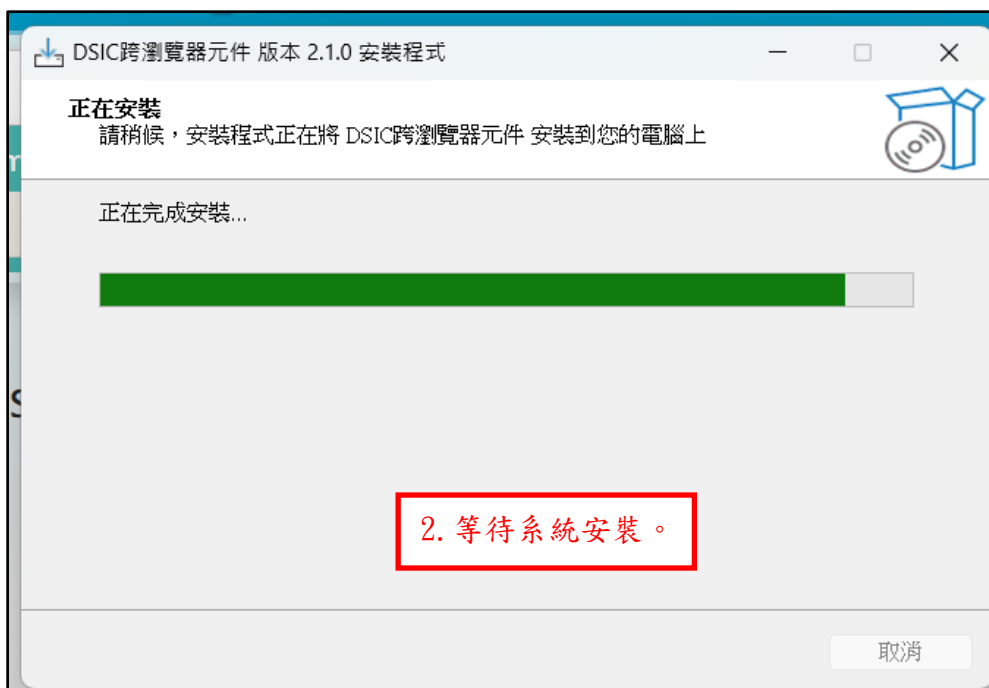 DSIC跨瀏覽器元件 版本 2.1.0 安裝程式
正在安裝
請稍候，安裝程式正在將 DSIC跨瀏覽器元件 安裝到您的電腦上
正在完成安裝...
2.等待系統安裝。
取消